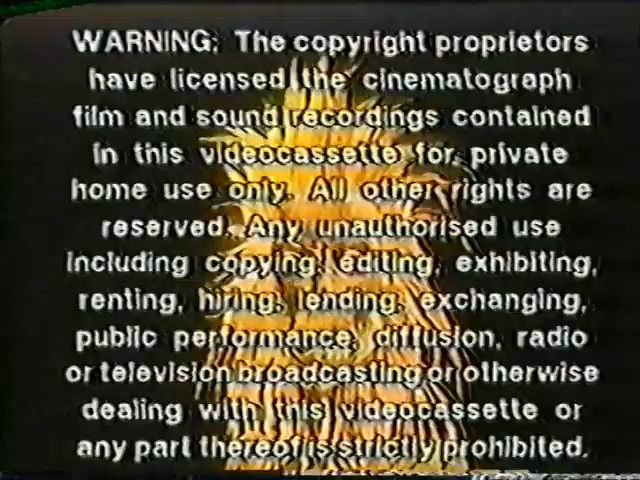 WARNING: The copyright proprietors
have licensed the cinematograph
film and sound recordings contained
in this videocassette for private
home use only. All other rights are
reserved. Any unauthorised use
including copying, editing, exhibiting,
renting, hiring, lending, exchanging,
public performance, diffusion, radio
or television broadcasting or otherwise
dealing with this videocassette or
any part thereof is strictly prohibited.